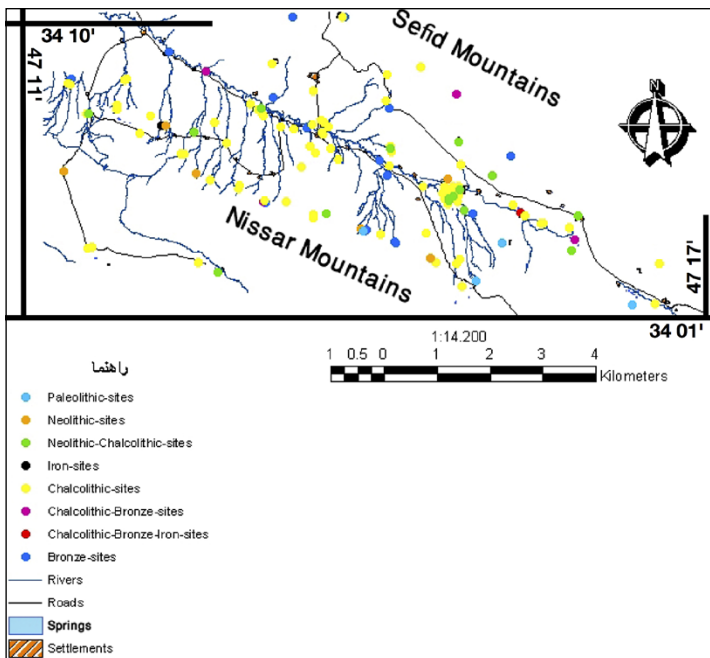 34 10'
47 11'
Sefid Mountains
N
Nissar Mountains
47 17'
34 01'
1:14.200
1 0.5 0 1 2 3 4
Kilometers
راهنما
Paleolithic-sites
Neolithic-sites
Neolithic-Chalcolithic-sites
Iron-sites
Chalcolithic-sites
Chalcolithic-Bronze-sites
Chalcolithic-Bronze-Iron-sites
Bronze-sites
Rivers
Roads
Springs
Settlements